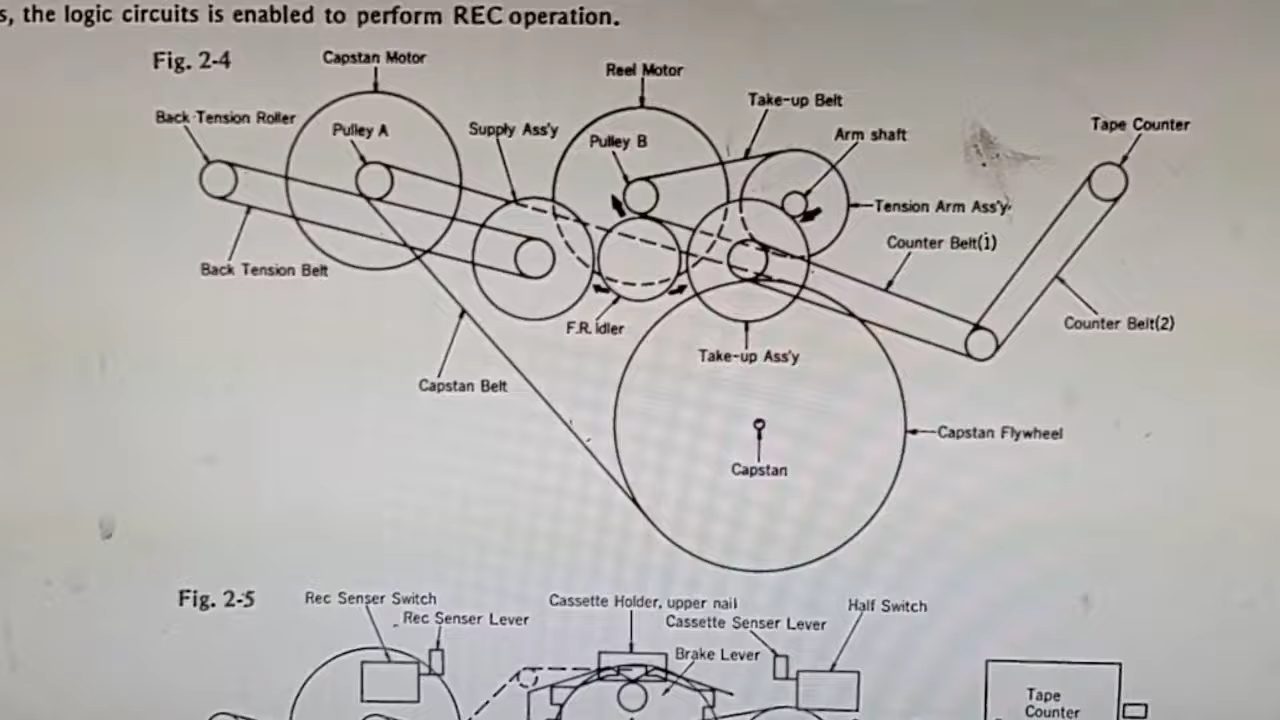 s, the logic circuits is enabled to perform REC operation.
Fig. 2-4
Capstan Motor
Reel Motor
Back Tension Roller
Pulley A
Supply Ass'y
Pulley B
Take-up Belt
Arm shaft
Tape Counter
Tension Arm Ass'y
Counter Belt(1)
Back Tension Belt
F.R. idler
Counter Belt(2)
Take-up Ass'y
Capstan Belt
Capstan Flywheel
Capstan
Fig. 2-5
Rec Senser Switch
Rec Senser Lever
Cassette Holder, upper nail
Cassette Senser Lever
Half Switch
Brake Lever
Tape
Counter